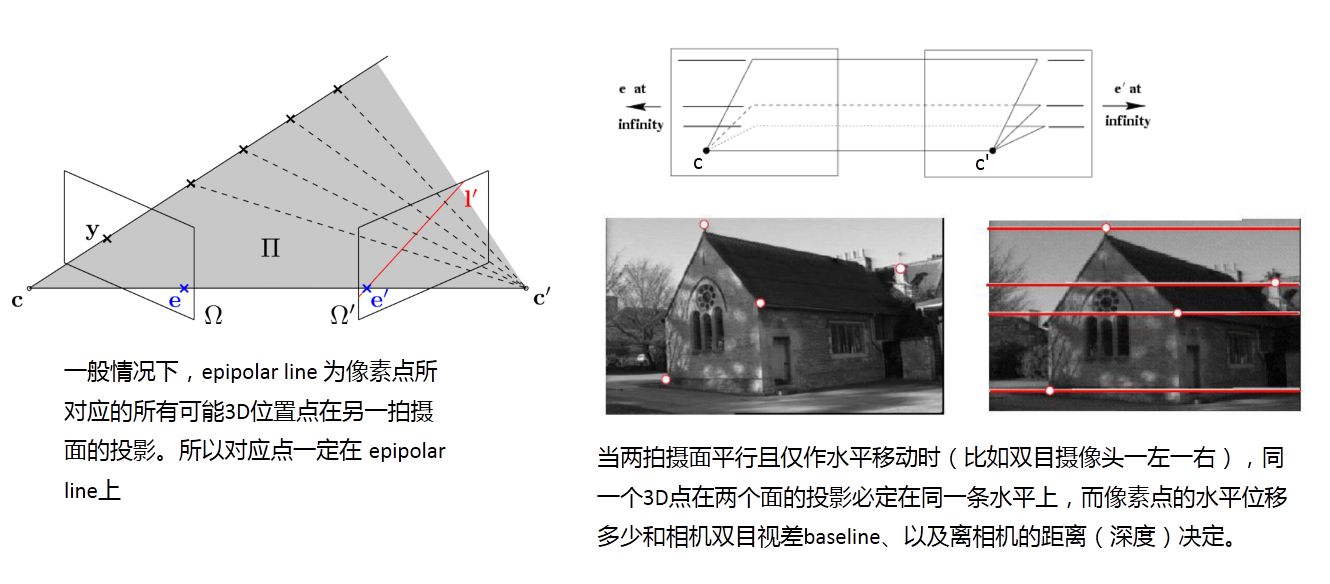 y
Π
l′
c
e
Ω
Ω′
e′
c′
一般情况下，epipolar line 为像素点所
对应的所有可能3D位置点在另一拍摄
面的投影。所以对应点一定在 epipolar
line上
e at
infinity
c
c'
e′ at
infinity
当两拍摄面平行且仅作水平移动时（比如双目摄像头一左一右），同
一个3D点在两个面的投影必定在同一条水平上，而像素点的水平位移
多少和相机双目视差baseline、以及离相机的距离（深度）决定。